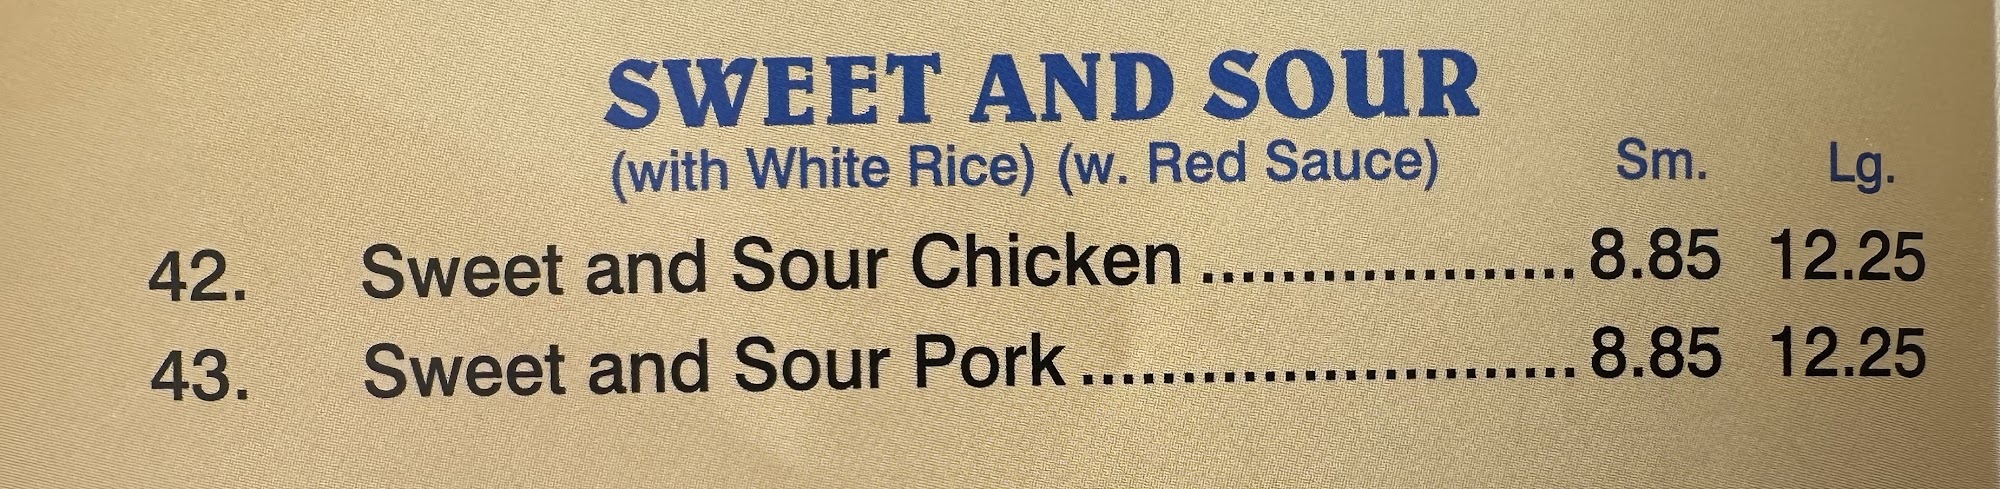 SWEET AND SOUR
(with White Rice) (w. Red Sauce) Sm. Lg.
42. Sweet and Sour Chicken ................... 8.85 12.25
43. Sweet and Sour Pork ......................... 8.85 12.25